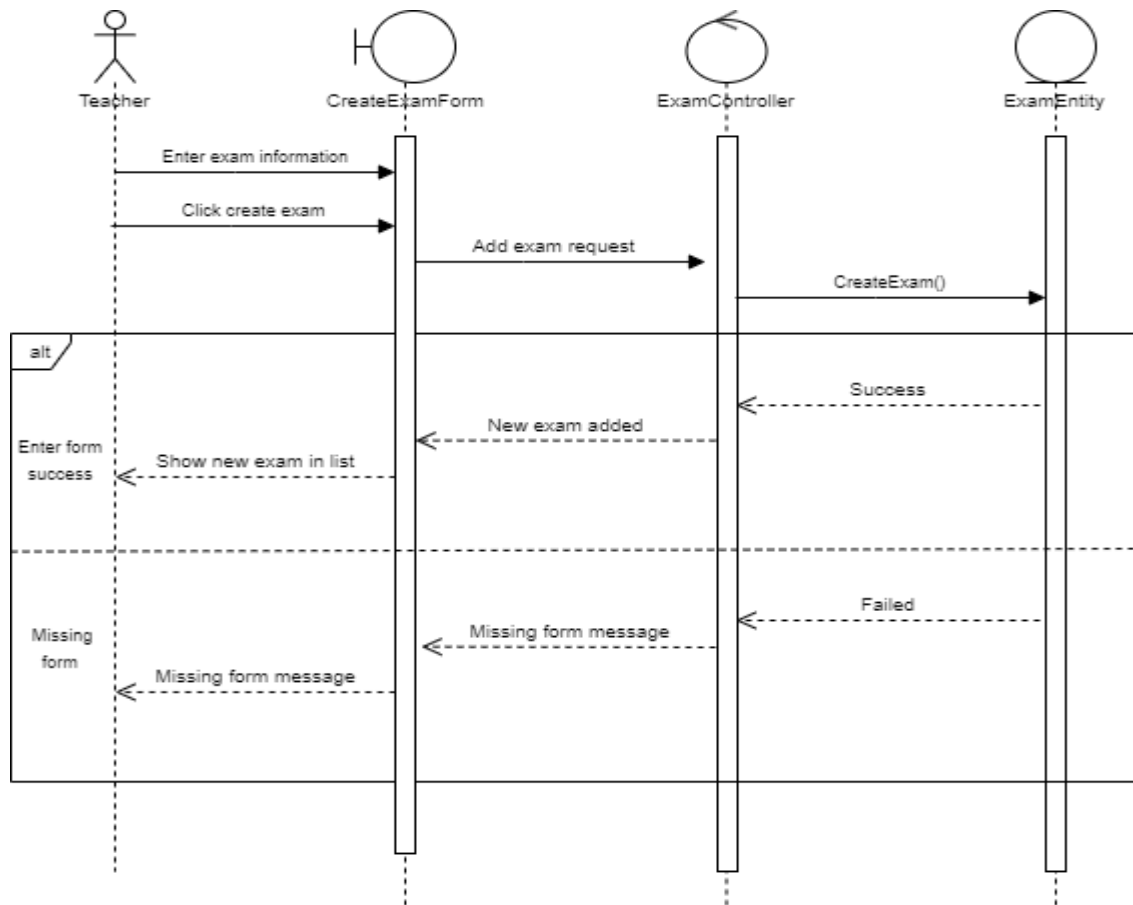 Teacher
CreateExamForm
ExamController
ExamEntity
Enter exam information
Click create exam
Add exam request
CreateExam()
alt
Success
New exam added
Enter form
success
Show new exam in list
Failed
Missing form message
Missing
form
Missing form message